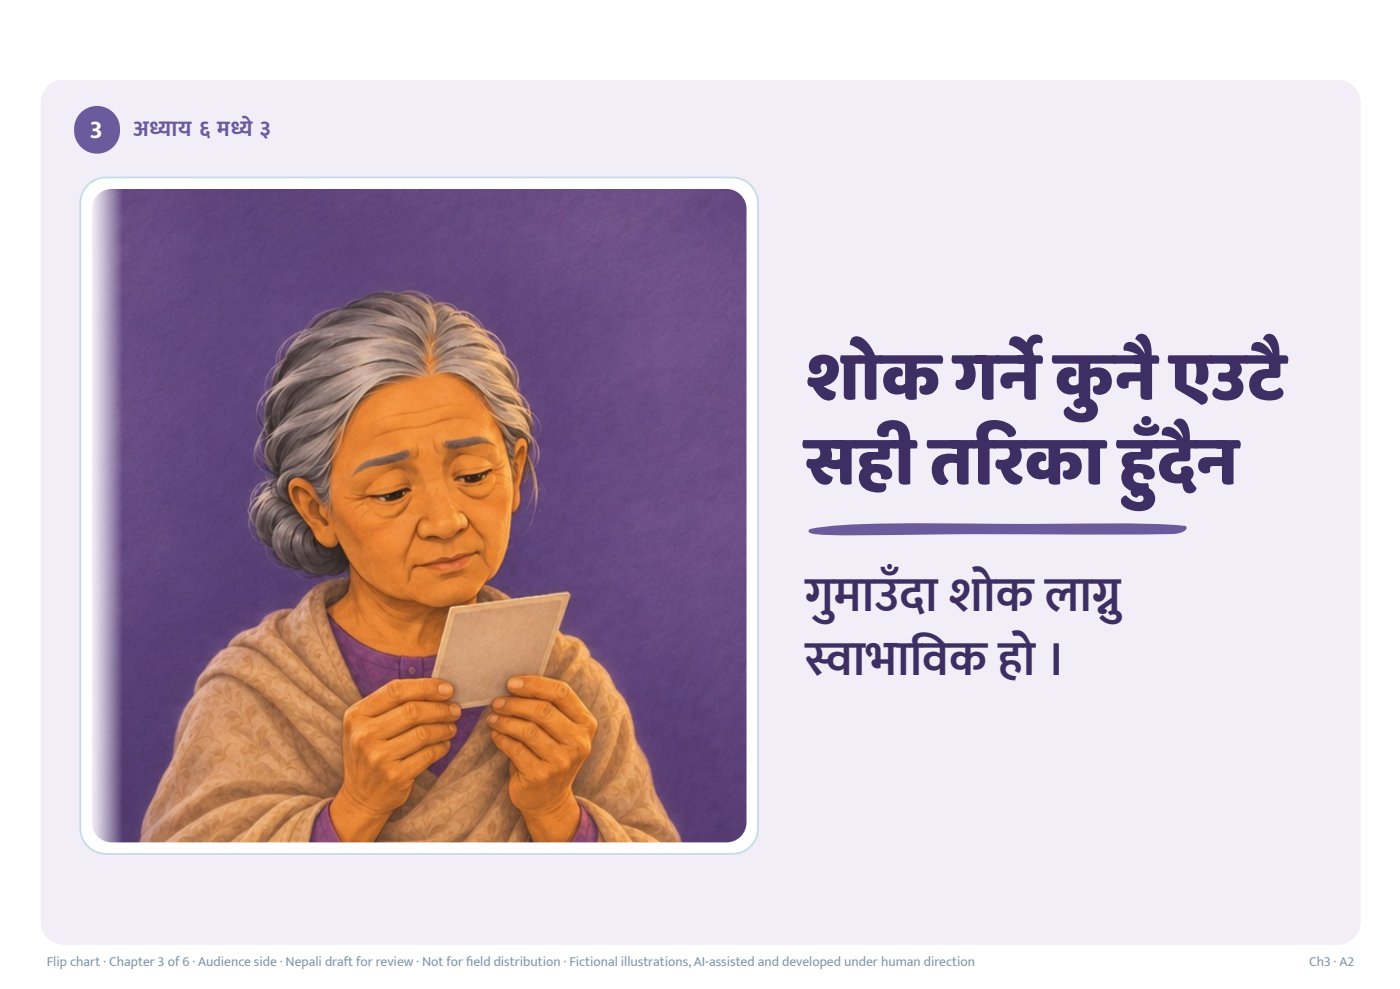 3 अध्याय ६ मध्ये ३
शोक गर्ने कुनै एउटै
सही तरिका हुँदैन
गुमाउँदा शोक लाग्नु
स्वाभाविक हो ।
Flip chart · Chapter 3 of 6 · Audience side · Nepali draft for review · Not for field distribution · Fictional illustrations, AI-assisted and developed under human direction
Ch3 · A2